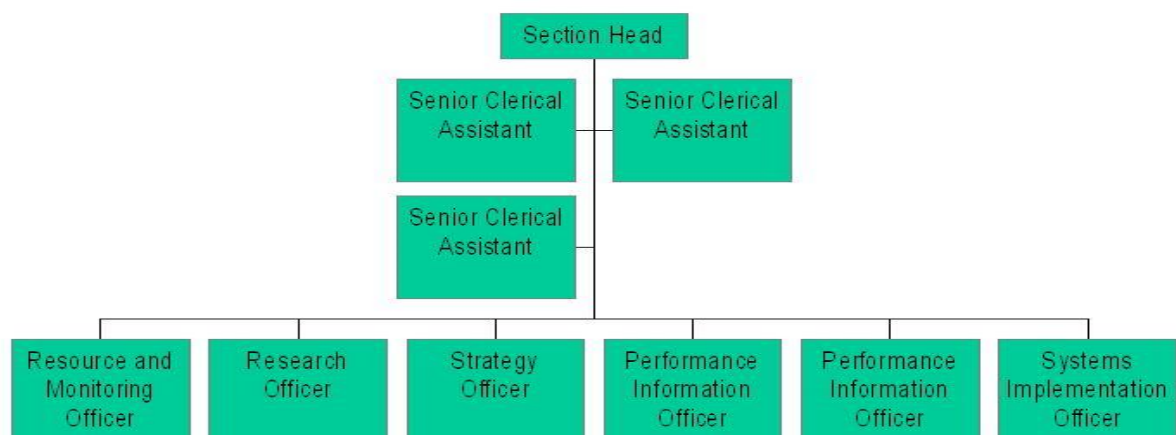 Section Head
Senior Clerical
Assistant
Senior Clerical
Assistant
Senior Clerical
Assistant
Resource and
Monitoring
Officer
Research
Officer
Strategy
Officer
Performance
Information
Officer
Performance
Information
Officer
Systems
Implementation
Officer